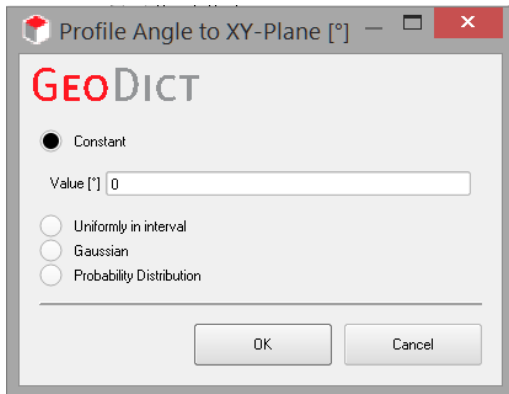 Profile Angle to XY-Plane [°]
GEODICT
Constant
Value [°] 0
Uniformly in interval
Gaussian
Probability Distribution
OK Cancel